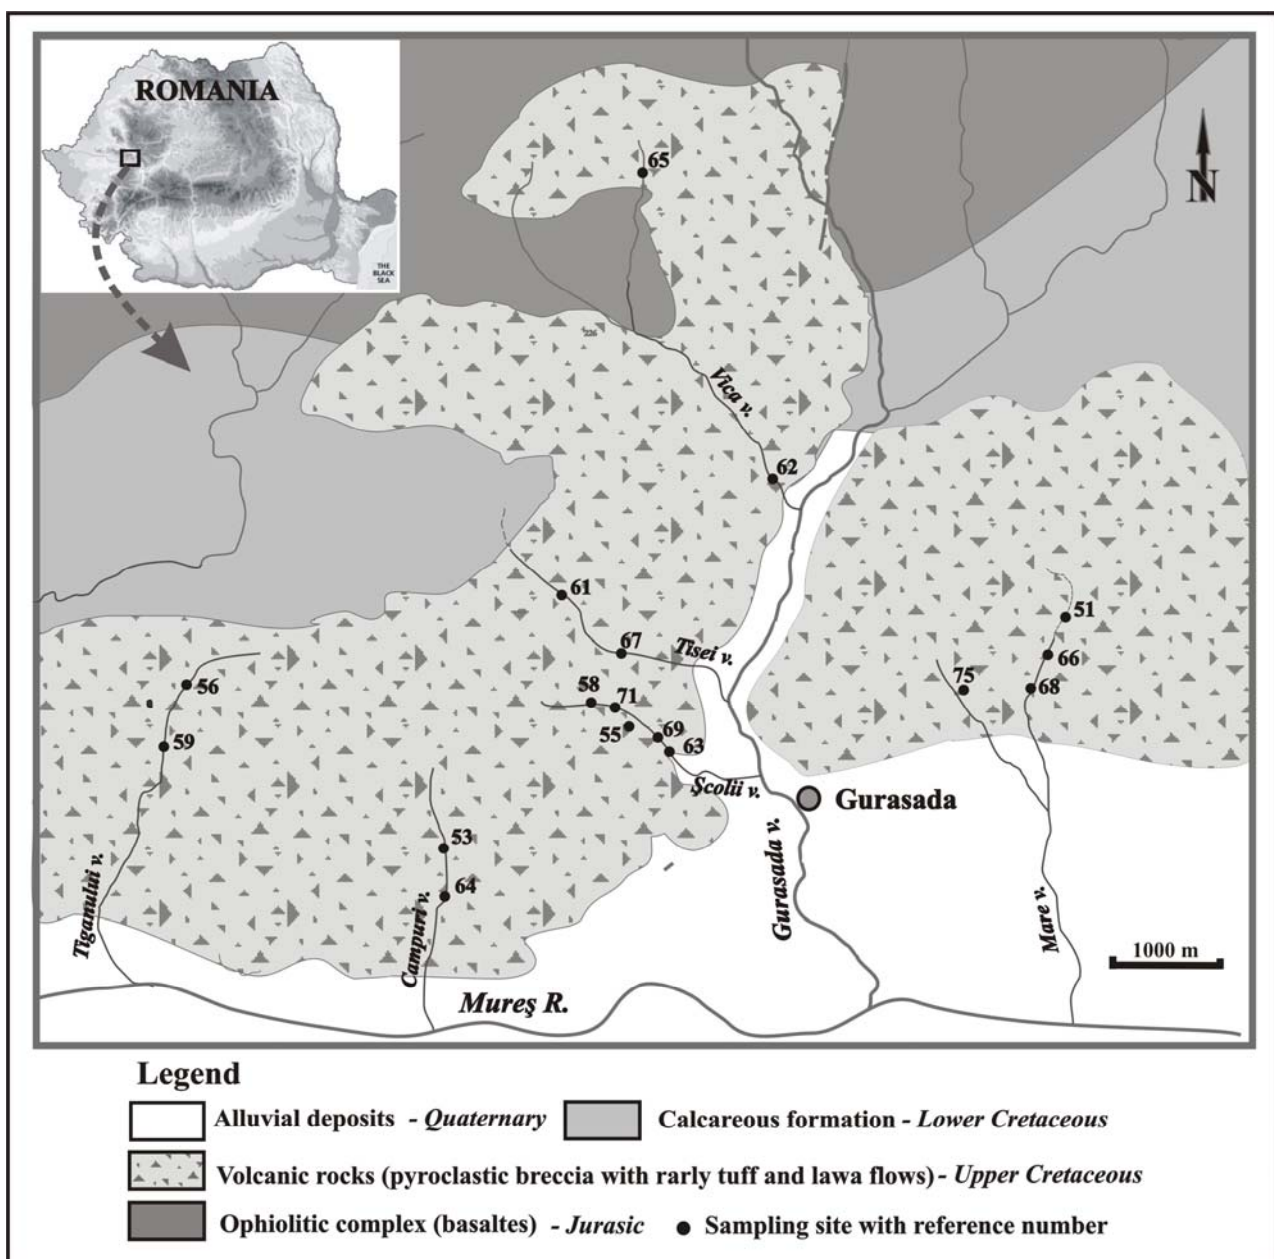 ROMANIA
THE
BLACK
SEA
N
65
226
Vica v.
62
61
51
67
Tisei v.
66
56
75
68
58
71
55
69
59
63
Şcolii v.
Gurasada
53
Gurasada v.
64
Tiganului v.
Campuri v.
Mare v.
1000 m
Mureş R.
Legend
Alluvial deposits - Quaternary
Calcareous formation - Lower Cretaceous
Volcanic rocks (pyroclastic breccia with rarly tuff and lawa flows) - Upper Cretaceous
Ophiolitic complex (basaltes) - Jurasic
Sampling site with reference number